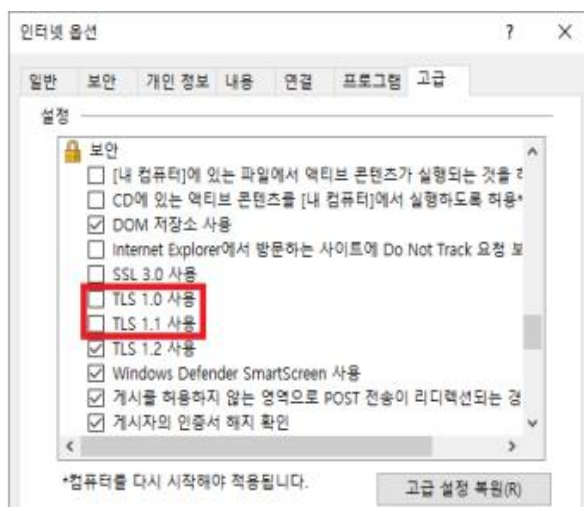 인터넷 옵션 ?
일반 보안 개인 정보 내용 연결 프로그램 고급
설정
보안
[내 컴퓨터]에 있는 파일에서 액티브 콘텐츠가 실행되는 것을
CD에 있는 액티브 콘텐츠를 [내 컴퓨터]에서 실행하도록 허용*
DOM 저장소 사용
Internet Explorer에서 방문하는 사이트에 Do Not Track 요청
SSL 3.0 사용
TLS 1.0 사용
TLS 1.1 사용
TLS 1.2 사용
Windows Defender SmartScreen 사용
게시를 허용하지 않는 영역으로 POST 전송이 리디렉션되는 경
게시자의 인증서 해지 확인
*컴퓨터를 다시 시작해야 적용됩니다.
고급 설정 복원(R)